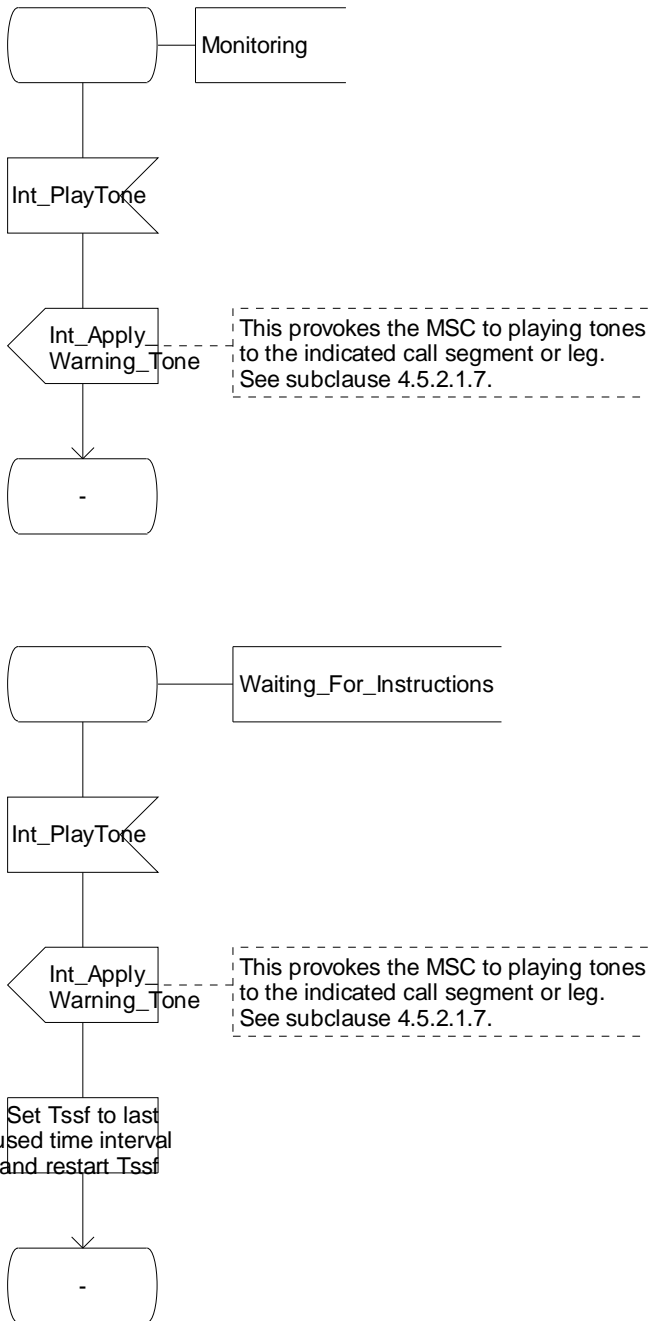 Monitoring
Int_PlayTone
Int_Apply_
Warning_Tone
This provokes the MSC to playing tones
to the indicated call segment or leg.
See subclause 4.5.2.1.7.
-
Waiting_For_Instructions
Int_PlayTone
Int_Apply_
Warning_Tone
This provokes the MSC to playing tones
to the indicated call segment or leg.
See subclause 4.5.2.1.7.
Set Tssf to last
used time interval
and restart Tssf
-